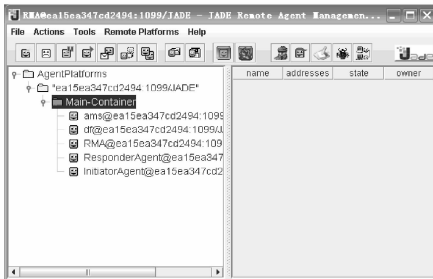 RMA@ea15ea347cd2494:1099/JADE - JADE Remote Agent Managemen...
File Actions Tools Remote Platforms Help
Jade
AgentPlatforms
name addresses state owner
"ea15ea347cd2494:1099/JADE"
Main-Container
ams@ea15ea347cd2494:1099
df@ea15ea347cd2494:1099/J
RMA@ea15ea347cd2494:109
ResponderAgent@ea15ea347
InitiatorAgent@ea15ea347cd2